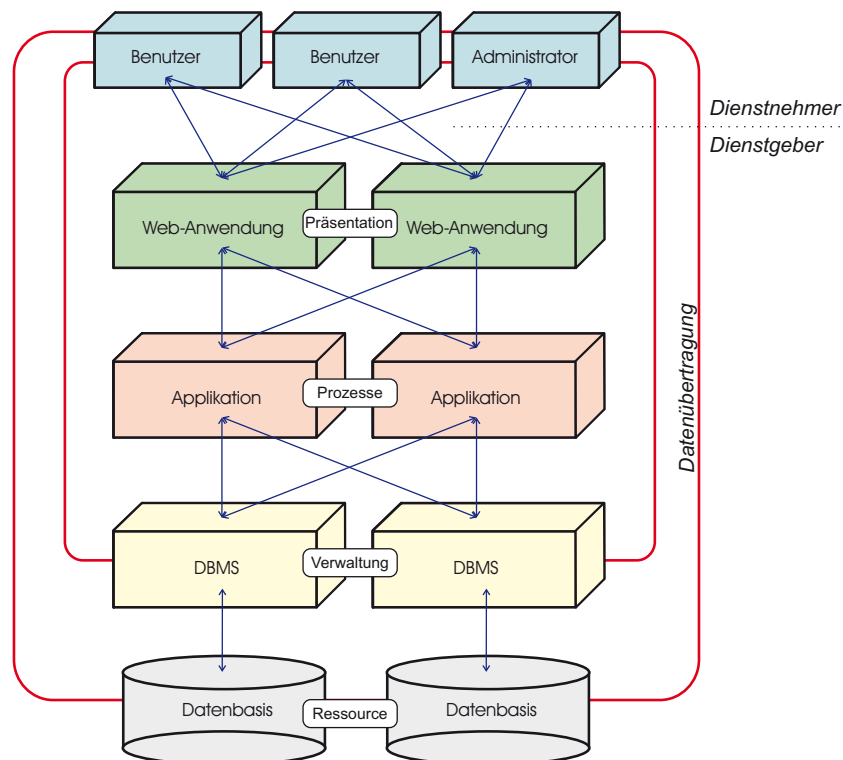 Benutzer
Benutzer
Administrator
Dienstnehmer
Dienstgeber
Web-Anwendung
Präsentation
Web-Anwendung
Datenübertragung
Applikation
Prozesse
Applikation
DBMS
Verwaltung
DBMS
Datenbasis
Ressource
Datenbasis